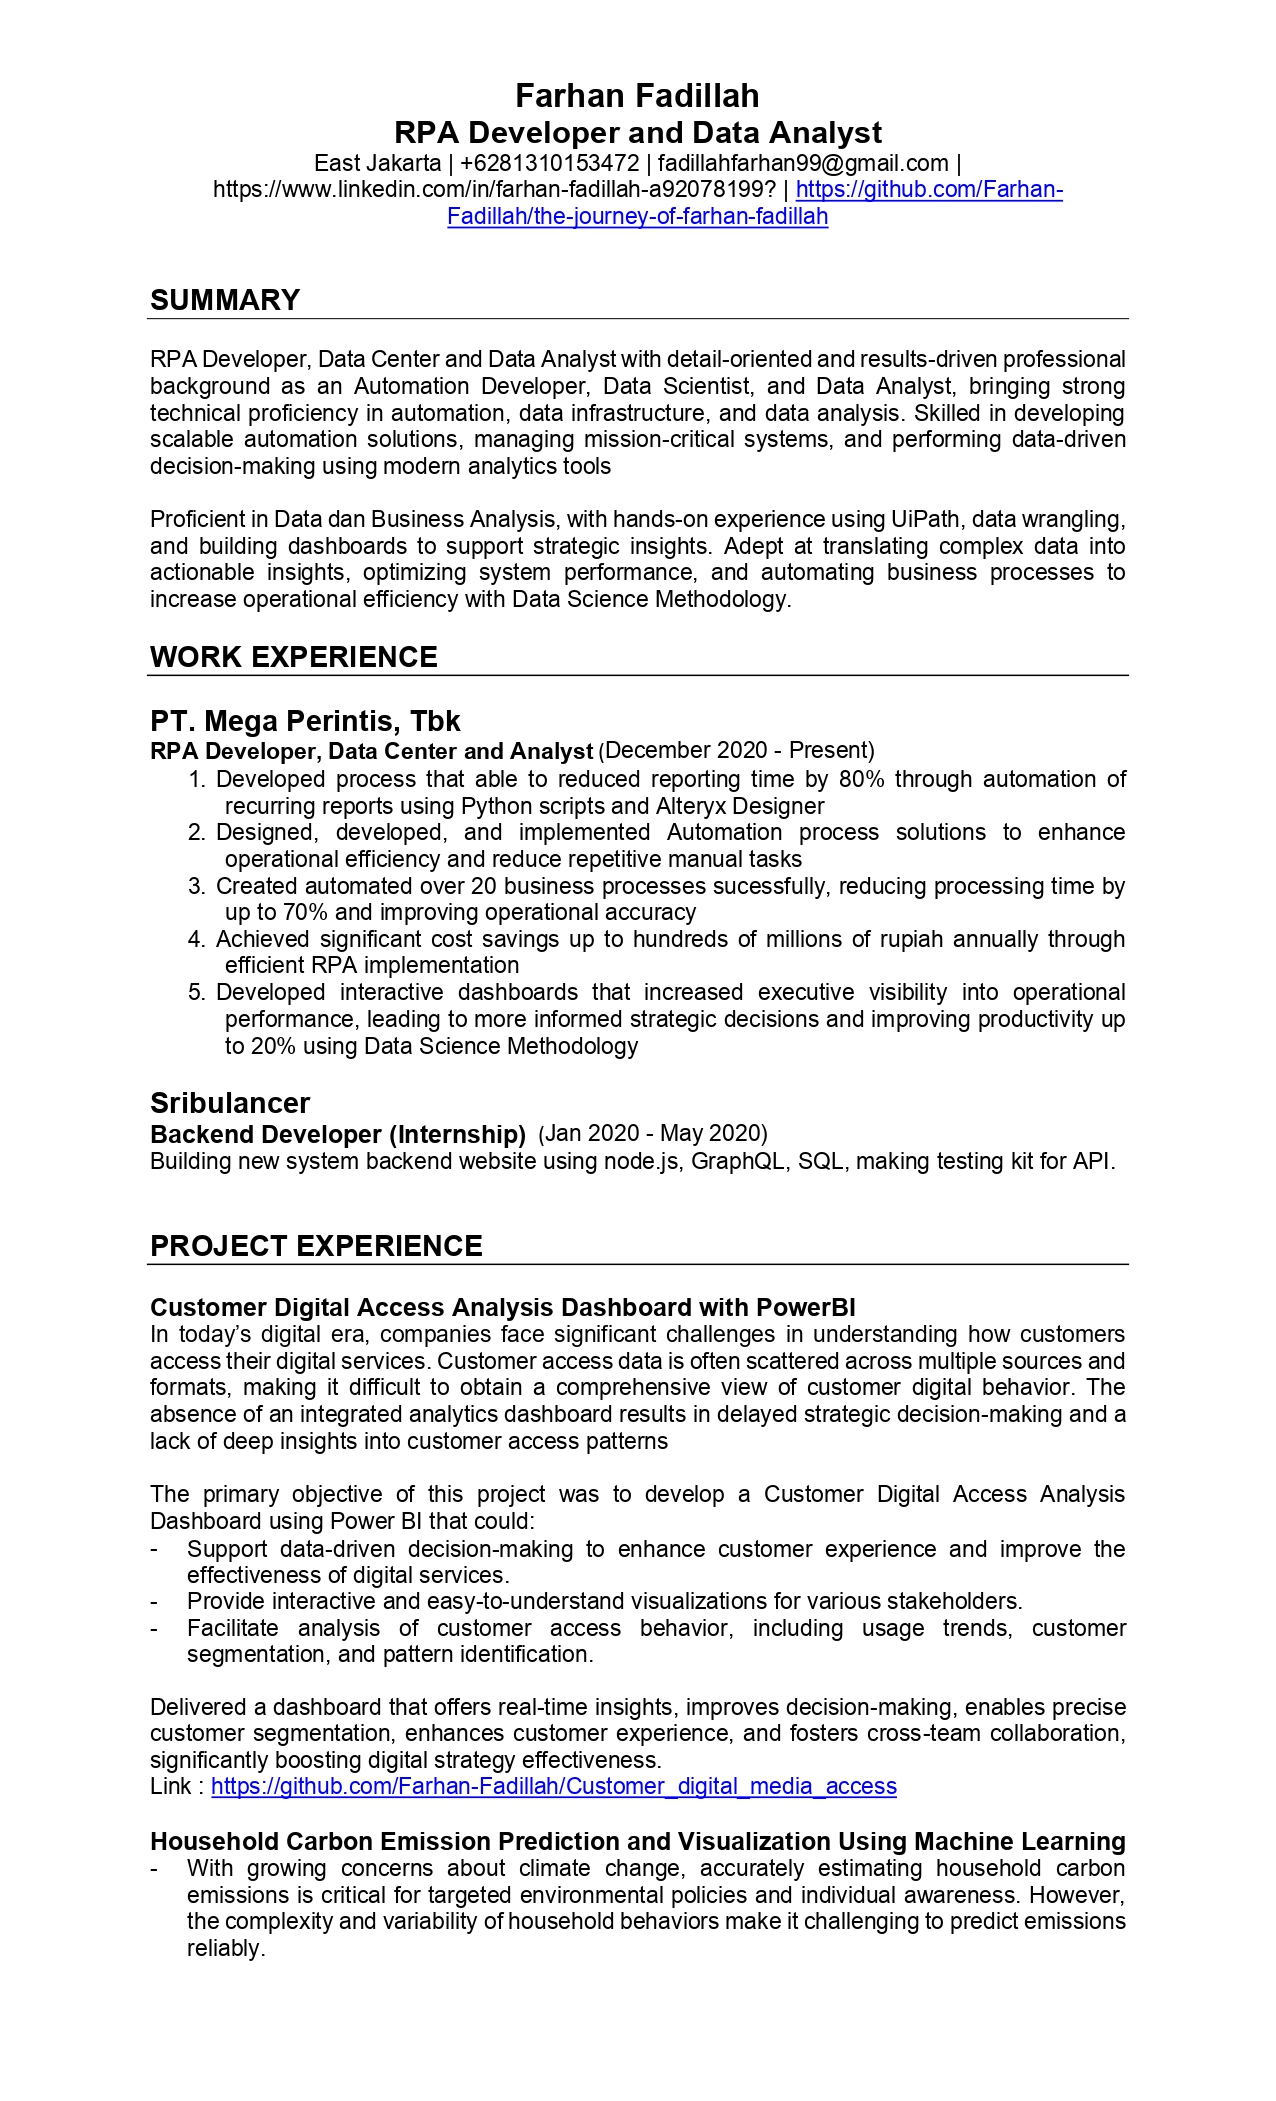 Farhan Fadillah
RPA Developer and Data Analyst
East Jakarta | +6281310153472 | fadillahfarhan99@gmail.com |
https://www.linkedin.com/in/farhan-fadillah-a92078199? | https://github.com/Farhan-
Fadillah/the-journey-of-farhan-fadillah
SUMMARY
RPA Developer, Data Center and Data Analyst with detail-oriented and results-driven professional
background as an Automation Developer, Data Scientist, and Data Analyst, bringing strong
technical proficiency in automation, data infrastructure, and data analysis. Skilled in developing
scalable automation solutions, managing mission-critical systems, and performing data-driven
decision-making using modern analytics tools
Proficient in Data dan Business Analysis, with hands-on experience using UiPath, data wrangling,
and building dashboards to support strategic insights. Adept at translating complex data into
actionable insights, optimizing system performance, and automating business processes to
increase operational efficiency with Data Science Methodology.
WORK EXPERIENCE
PT. Mega Perintis, Tbk
RPA Developer, Data Center and Analyst (December 2020 - Present)
1. Developed process that able to reduced reporting time by 80% through automation of
recurring reports using Python scripts and Alteryx Designer
2. Designed, developed, and implemented Automation process solutions to enhance
operational efficiency and reduce repetitive manual tasks
3. Created automated over 20 business processes sucessfully, reducing processing time by
up to 70% and improving operational accuracy
4. Achieved significant cost savings up to hundreds of millions of rupiah annually through
efficient RPA implementation
5. Developed interactive dashboards that increased executive visibility into operational
performance, leading to more informed strategic decisions and improving productivity up
to 20% using Data Science Methodology
Sribulancer
Backend Developer (Internship) (Jan 2020 - May 2020)
Building new system backend website using node.js, GraphQL, SQL, making testing kit for API.
PROJECT EXPERIENCE
Customer Digital Access Analysis Dashboard with PowerBI
In today’s digital era, companies face significant challenges in understanding how customers
access their digital services. Customer access data is often scattered across multiple sources and
formats, making it difficult to obtain a comprehensive view of customer digital behavior. The
absence of an integrated analytics dashboard results in delayed strategic decision-making and a
lack of deep insights into customer access patterns
The primary objective of this project was to develop a Customer Digital Access Analysis
Dashboard using Power BI that could:
- Support data-driven decision-making to enhance customer experience and improve the
effectiveness of digital services.
- Provide interactive and easy-to-understand visualizations for various stakeholders.
- Facilitate analysis of customer access behavior, including usage trends, customer
segmentation, and pattern identification.
Delivered a dashboard that offers real-time insights, improves decision-making, enables precise
customer segmentation, enhances customer experience, and fosters cross-team collaboration,
significantly boosting digital strategy effectiveness.
Link : https://github.com/Farhan-Fadillah/Customer_digital_media_access
Household Carbon Emission Prediction and Visualization Using Machine Learning
- With growing concerns about climate change, accurately estimating household carbon
emissions is critical for targeted environmental policies and individual awareness. However,
the complexity and variability of household behaviors make it challenging to predict emissions
reliably.